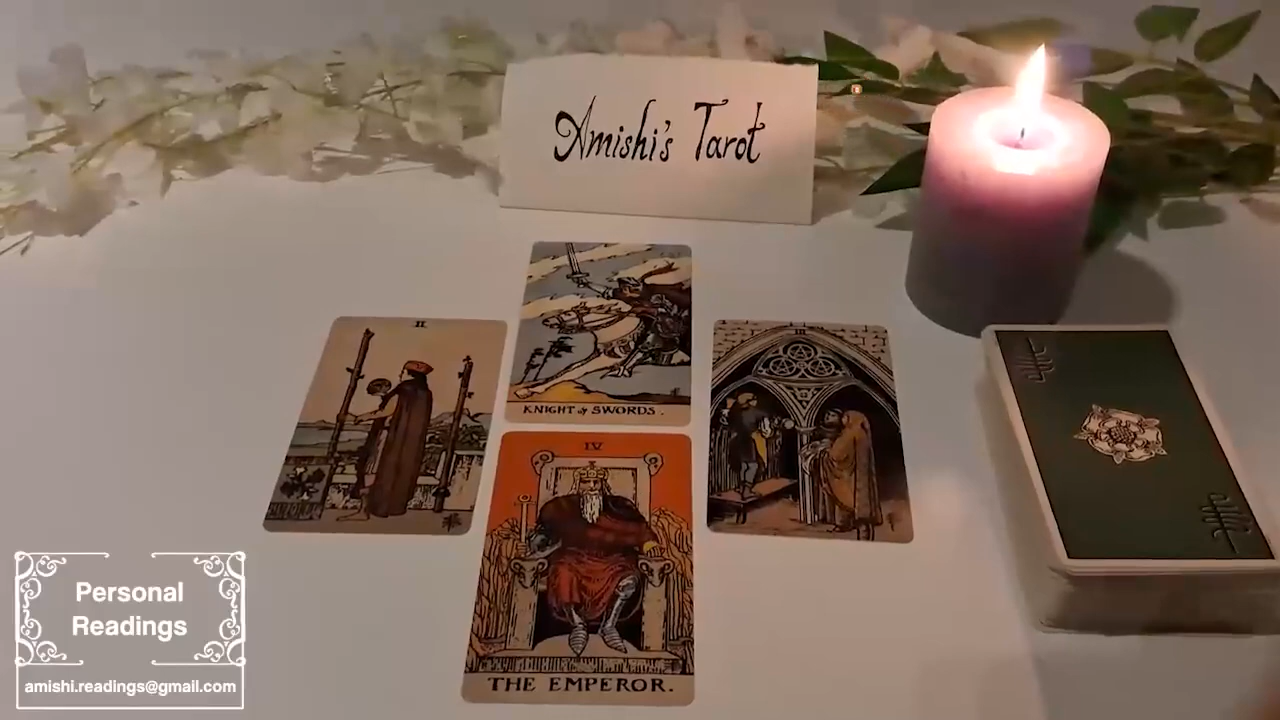 Amishi's Tarot
KNIGHT of SWORDS.
II
III
IV
THE EMPEROR.
Personal
Readings
amishi.readings@gmail.com